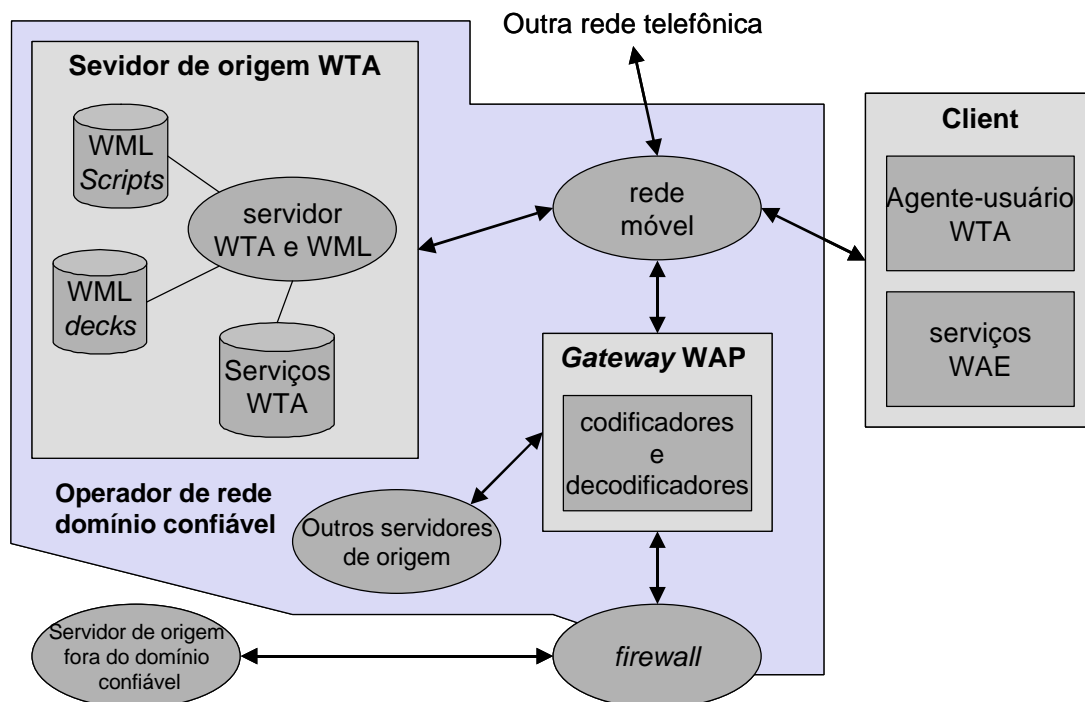 Outra rede telefônica
Sevidor de origem WTA
WML
Scripts
servidor
WTA e WML
WML
decks
Serviços
WTA
rede
móvel
Client
Agente-usuário
WTA
serviços
WAE
Gateway WAP
codificadores
e
decodificadores
Operador de rede
domínio confiável
Outros servidores
de origem
Servidor de origem
fora do domínio
confiável
firewall